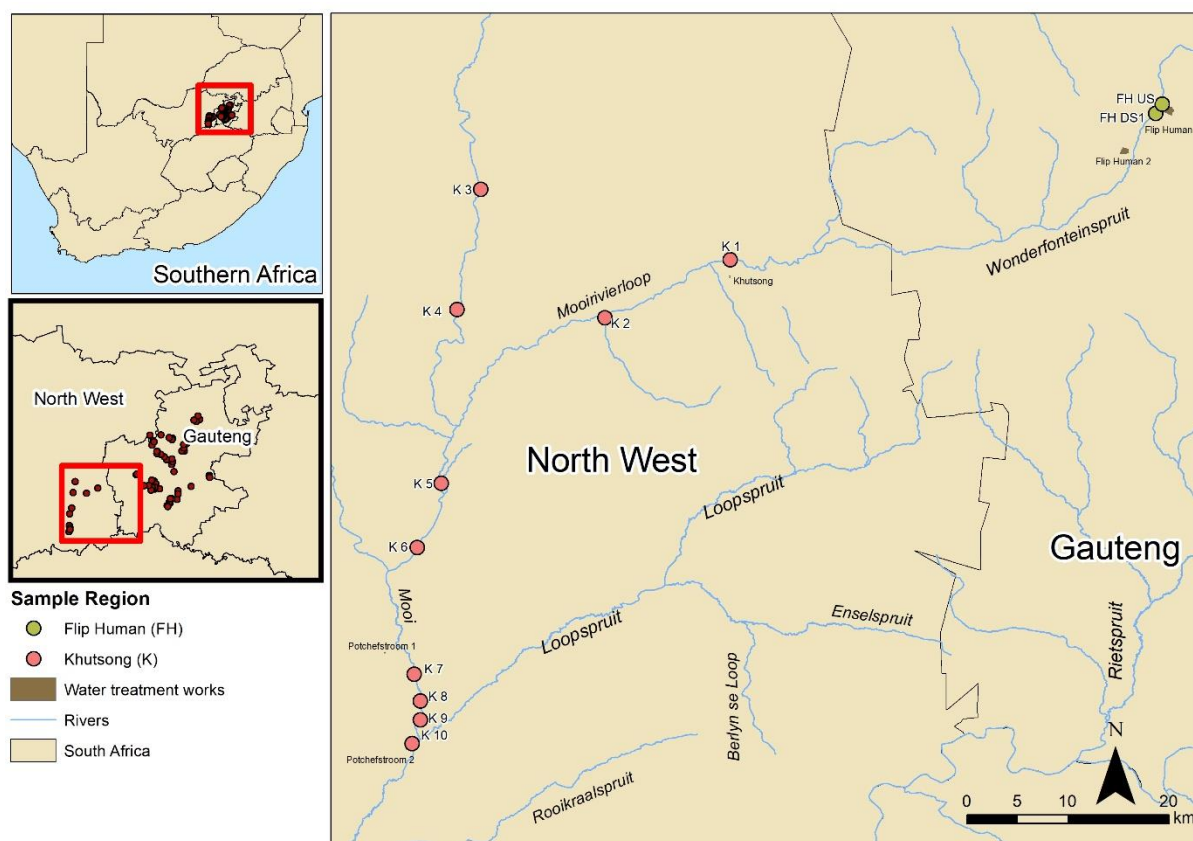 Southern Africa
North West
Gauteng
Sample Region
Flip Human (FH)
Khutsong (K)
Water treatment works
Rivers
South Africa
FH US
FH DS1
Flip Human
Flip Human 2
K 3
Wonderfonteinspruit
K 1
Khutsong
Mooirivierloop
K 4
K 2
North West
K 5
Loopspruit
K 6
Gauteng
Mooi
Enselspruit
Loopspruit
Potchefstroom 1
K 7
K 8
K 9
K 10
Potchefstroom 2
Berlyn se Loop
Rietspruit
Rooikraalspruit
N
0 5 10 20
km